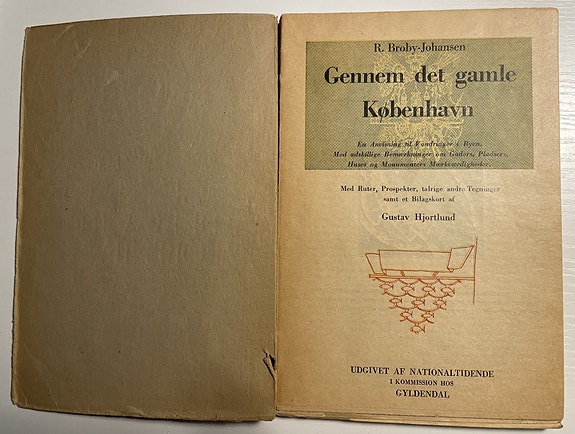 R. Broby-Johansen
Gennem det gamle
København
En Anvisning til Vandringer i Byen.
Med adskillige Bemærkninger om Gaders, Pladsers,
Huses og Monumenters Mærkværdigheder.
Med Ruter, Prospekter, talrige andre Tegninger
samt et Bilagskort af
Gustav Hjortlund
UDGIVET AF NATIONALTIDENDE
I KOMMISSION HOS
GYLDENDAL